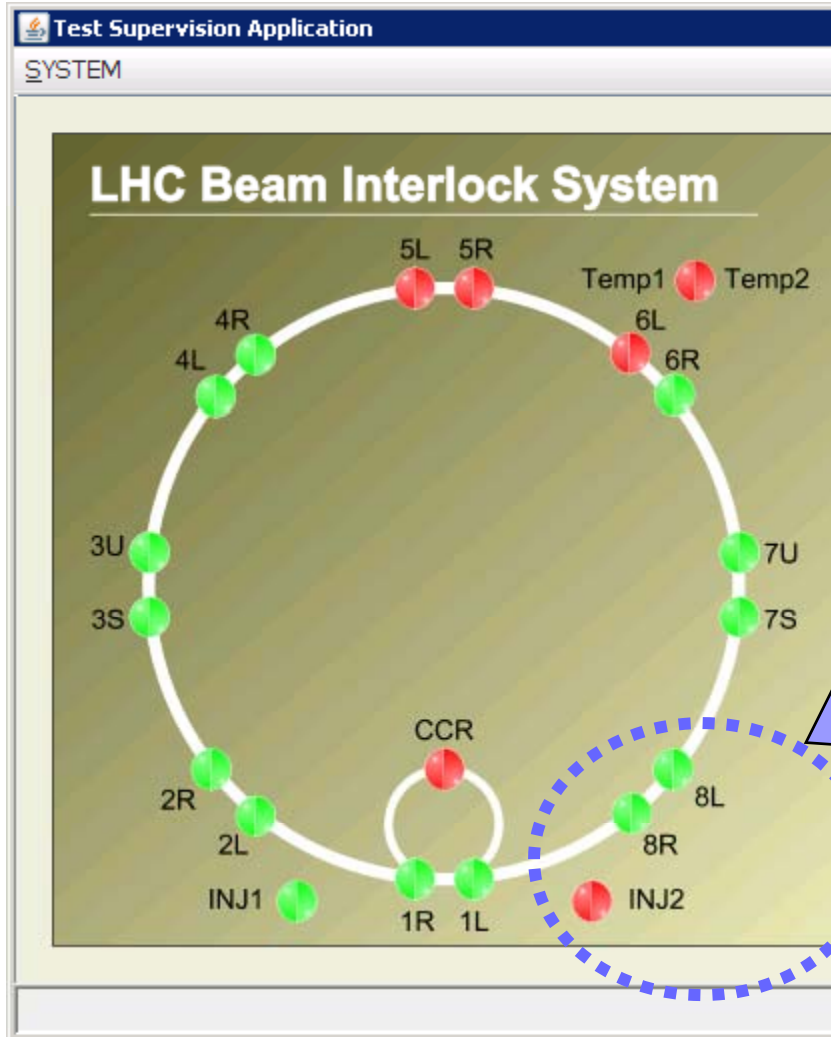 Test Supervision Application
SYSTEM
LHC Beam Interlock System
5L 5R
Temp1 Temp2
4R
6L
4L
6R
3U
7U
3S
7S
CCR
2R
8L
2L
8R
INJ1
INJ2
1R 1L